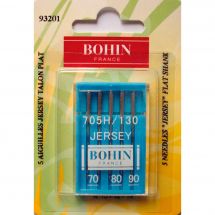 93201
BOHIN
FRANCE
5 AIGUILLES JERSEY TALON PLAT
5 NEEDLES "JERSEY" FLAT SHANK
705H/130
JERSEY
BOHIN
FRANCE
70 80 90